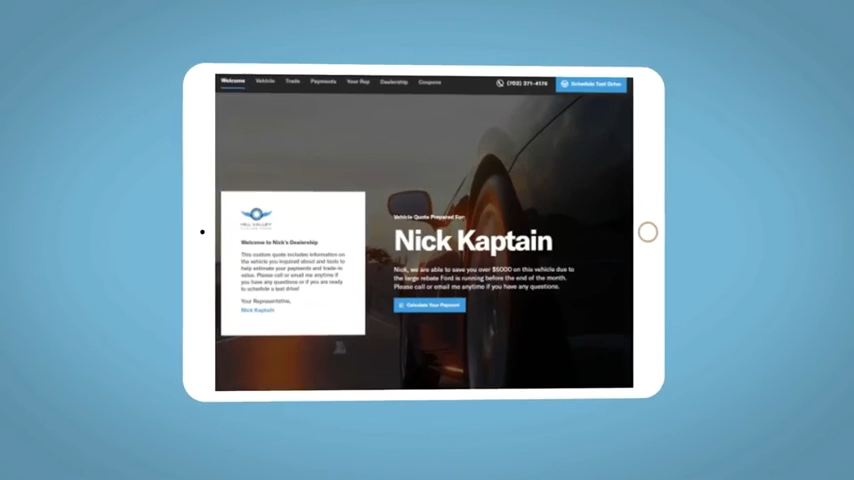 Welcome Vehicle Trade Payments Your Rep Dealership Coupons (702) 271-4176 Schedule Test Drive
HILL VALLEY
Welcome to Nick's Dealership
This custom quote includes information on
the vehicle you inquired about and tools to
help estimate your payments and trade-in
value. Please call or email me anytime if
you have any questions or if you are ready
to schedule a test drive!
Your Representative,
Nick Kaptain
Vehicle Quote Prepared For:
Nick Kaptain
Nick, we are able to save you over $6000 on this vehicle due to
the large rebate Ford is running before the end of the month.
Please call or email me anytime if you have any questions.
Calculate Your Payment